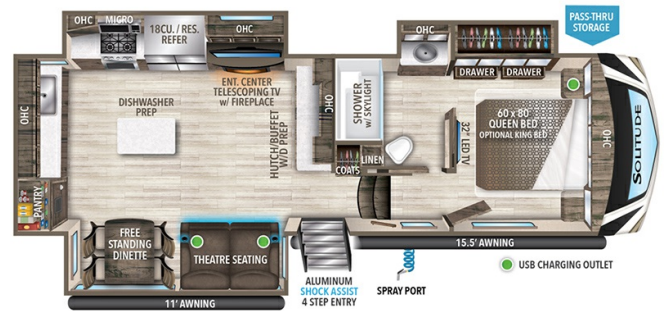 OHC
MICRO
18CU. / RES.
REFER
OHC
OHC
PASS-THRU
STORAGE
OHC
DISHWASHER
PREP
ENT. CENTER
TELESCOPING TV
w/ FIREPLACE
HUTCH/BUFFET
W/D PREP
OHC
SHOWER
w/ SKYLIGHT
DRAWER
DRAWER
32" LED TV
60 x 80
QUEEN BED
OPTIONAL KING BED
OHC
SOLITUDE
COATS
LINEN
PANTRY
FREE
STANDING
DINETTE
THEATRE SEATING
15.5' AWNING
ALUMINUM
SHOCK ASSIST
4 STEP ENTRY
SPRAY PORT
USB CHARGING OUTLET
11' AWNING